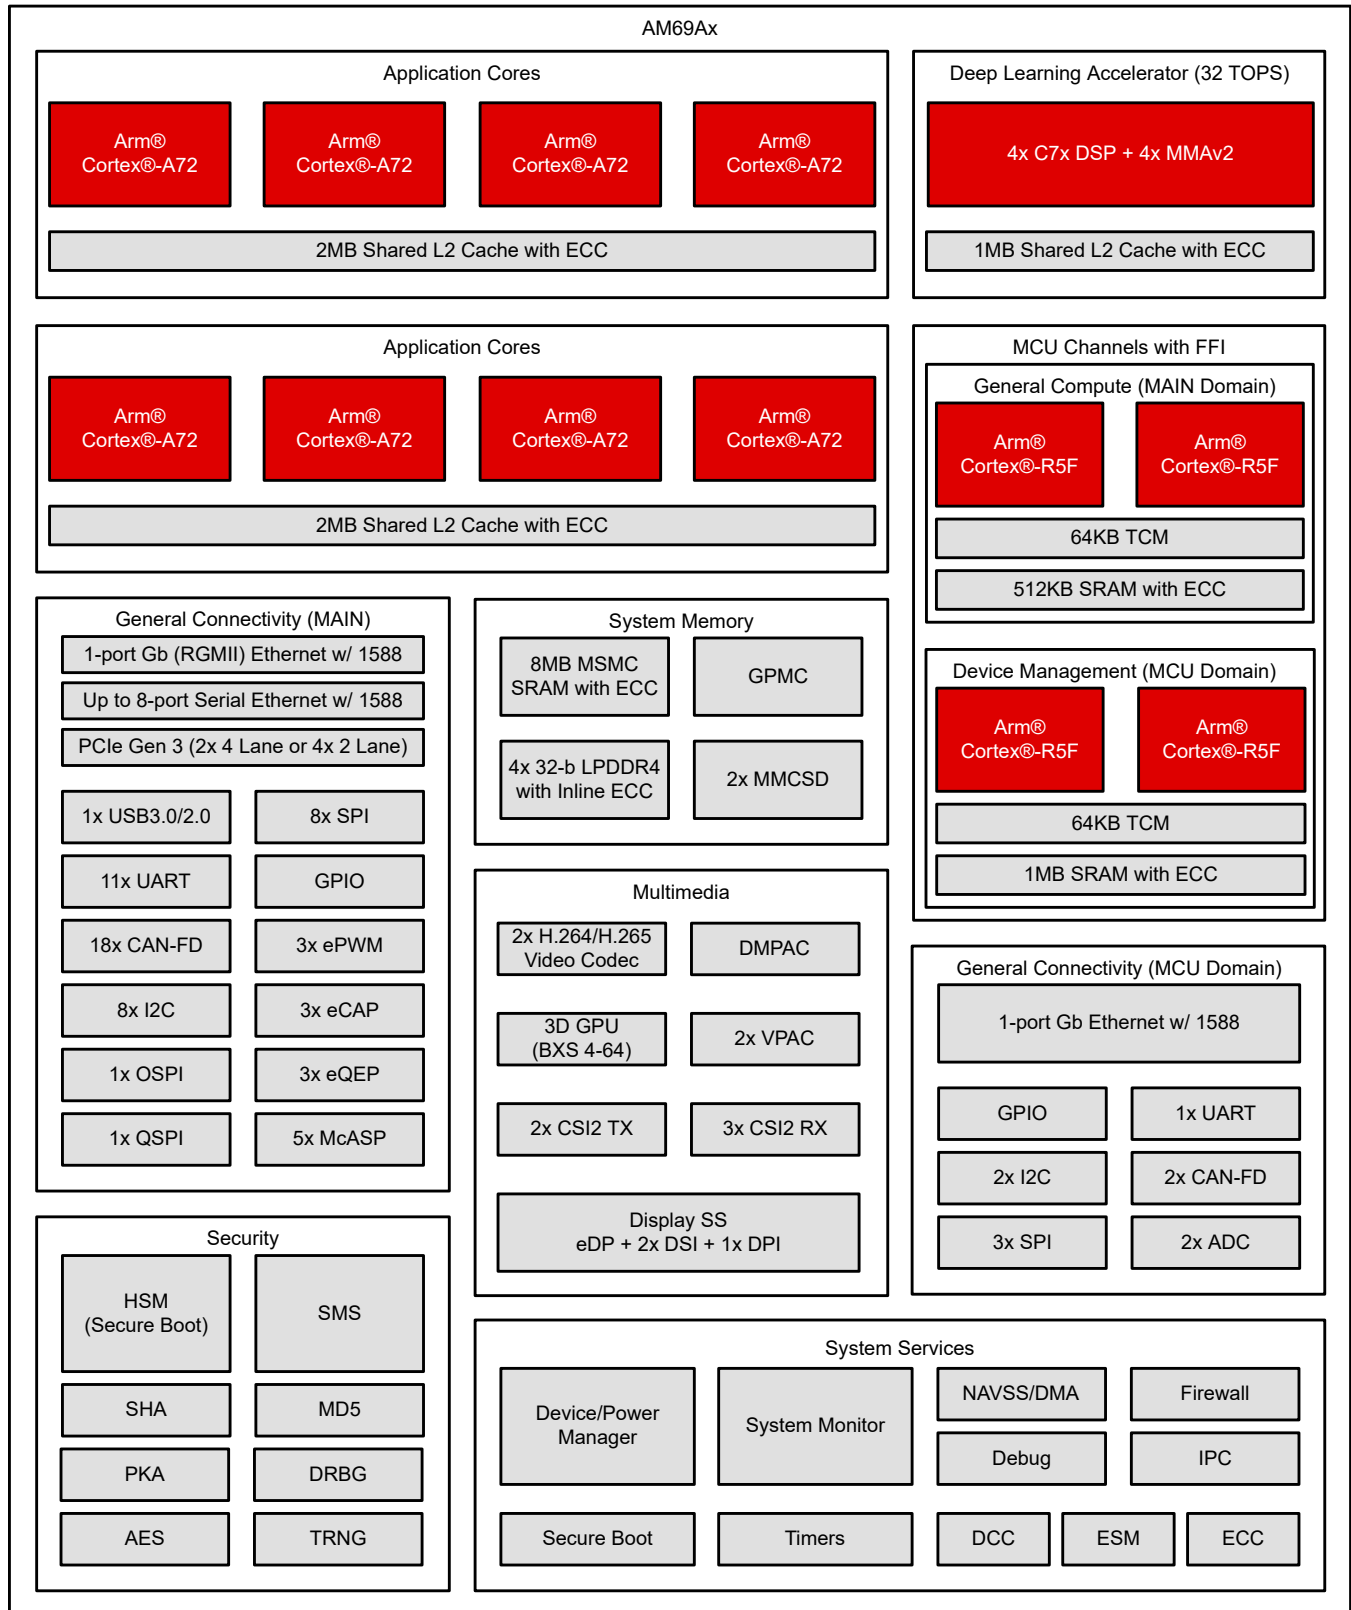 AM69Ax
Application Cores
Arm®
Cortex®-A72
Arm®
Cortex®-A72
Arm®
Cortex®-A72
Arm®
Cortex®-A72
2MB Shared L2 Cache with ECC
Deep Learning Accelerator (32 TOPS)
4x C7x DSP + 4x MMAv2
1MB Shared L2 Cache with ECC
Application Cores
Arm®
Cortex®-A72
Arm®
Cortex®-A72
Arm®
Cortex®-A72
Arm®
Cortex®-A72
2MB Shared L2 Cache with ECC
MCU Channels with FFI
General Compute (MAIN Domain)
Arm®
Cortex®-R5F
Arm®
Cortex®-R5F
64KB TCM
512KB SRAM with ECC
Device Management (MCU Domain)
Arm®
Cortex®-R5F
Arm®
Cortex®-R5F
64KB TCM
1MB SRAM with ECC
General Connectivity (MAIN)
1-port Gb (RGMII) Ethernet w/ 1588
Up to 8-port Serial Ethernet w/ 1588
PCIe Gen 3 (2x 4 Lane or 4x 2 Lane)
1x USB3.0/2.0
8x SPI
11x UART
GPIO
18x CAN-FD
3x ePWM
8x I2C
3x eCAP
1x OSPI
3x eQEP
1x QSPI
5x McASP
System Memory
8MB MSMC
SRAM with ECC
GPMC
4x 32-b LPDDR4
with Inline ECC
2x MMCSD
Multimedia
2x H.264/H.265
Video Codec
DMPAC
3D GPU
(BXS 4-64)
2x VPAC
2x CSI2 TX
3x CSI2 RX
Display SS
eDP + 2x DSI + 1x DPI
General Connectivity (MCU Domain)
1-port Gb Ethernet w/ 1588
GPIO
1x UART
2x I2C
2x CAN-FD
3x SPI
2x ADC
Security
HSM
(Secure Boot)
SMS
SHA
MD5
PKA
DRBG
AES
TRNG
System Services
Device/Power
Manager
System Monitor
NAVSS/DMA
Firewall
Debug
IPC
Secure Boot
Timers
DCC
ESM
ECC